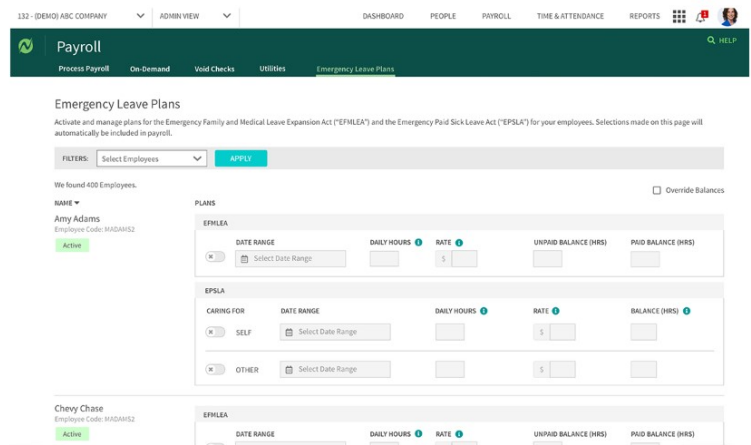 132 - (DEMO) ABC COMPANY ADMIN VIEW DASHBOARD PEOPLE PAYROLL TIME & ATTENDANCE REPORTS
Payroll HELP
Process Payroll On-Demand Void Checks Utilities Emergency Leave Plans
Emergency Leave Plans
Activate and manage plans for the Emergency Family and Medical Leave Expansion Act ("EFMLEA") and the Emergency Paid Sick Leave Act ("EPSLA") for your employees. Selections made on this page will
automatically be included in payroll.
FILTERS: Select Employees APPLY
We found 400 Employees.
Override Balances
NAME PLANS
Amy Adams
Employee Code: MADAMS2
Active
EFMLEA
DATE RANGE DAILY HOURS RATE UNPAID BALANCE (HRS) PAID BALANCE (HRS)
Select Date Range $
EPSLA
CARING FOR DATE RANGE DAILY HOURS RATE BALANCE (HRS)
SELF Select Date Range $
OTHER Select Date Range $
Chevy Chase
Employee Code: MADAMS2
Active
EFMLEA
DATE RANGE DAILY HOURS RATE UNPAID BALANCE (HRS) PAID BALANCE (HRS)